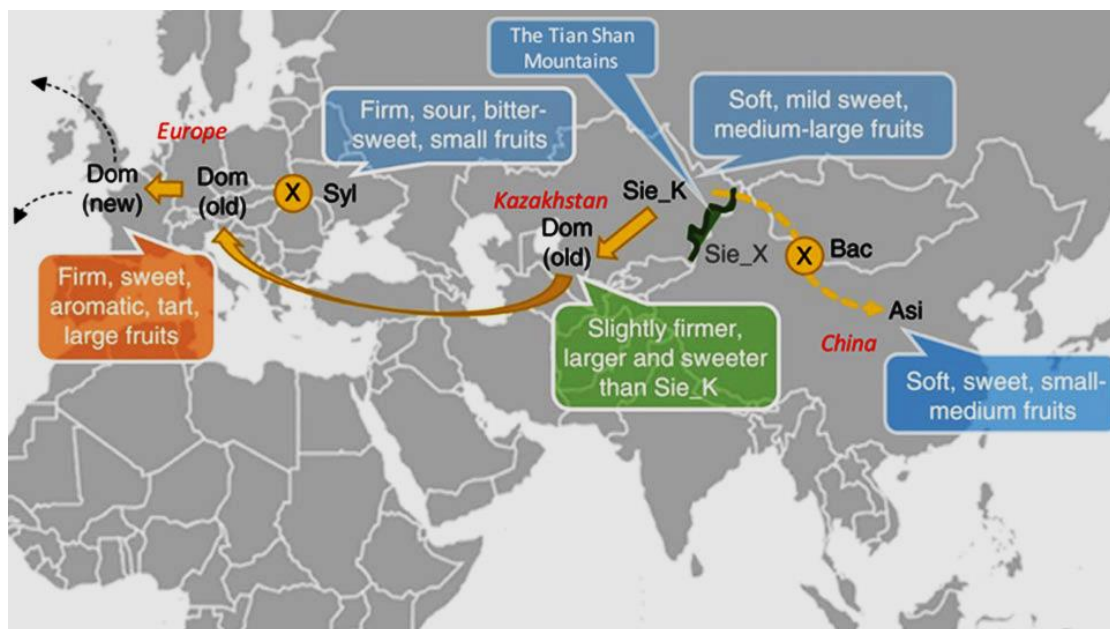 The Tian Shan
Mountains
Soft, mild sweet,
medium-large fruits
Firm, sour, bitter-
sweet, small fruits
Europe
Dom
(new)
Dom
(old)
X
Syl
Kazakhstan
Sie_K
Dom
(old)
Sie_X
X
Bac
Asi
China
Firm, sweet,
aromatic, tart,
large fruits
Slightly firmer,
larger and sweeter
than Sie_K
Soft, sweet, small-
medium fruits